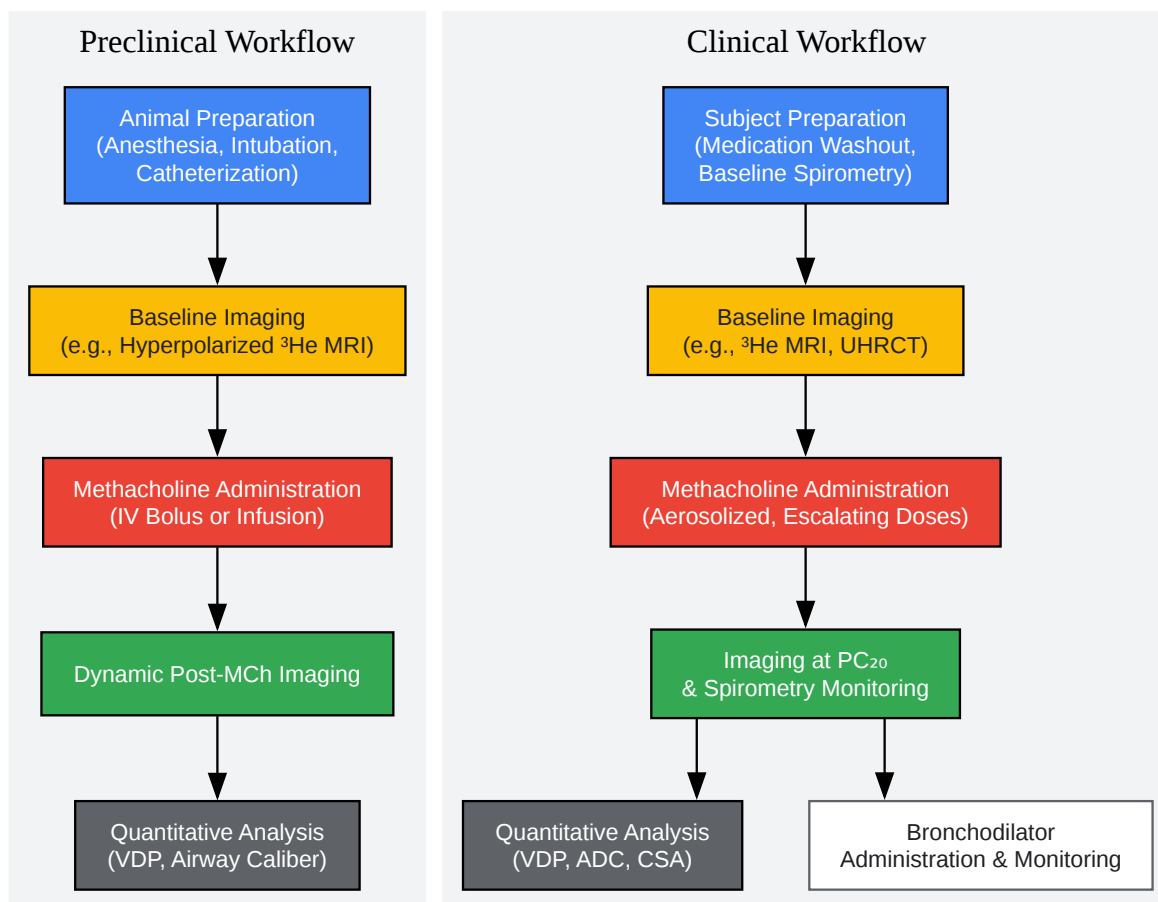 Preclinical Workflow
Animal Preparation
(Anesthesia, Intubation,
Catheterization)
Baseline Imaging
(e.g., Hyperpolarized ³He MRI)
Methacholine Administration
(IV Bolus or Infusion)
Dynamic Post-MCh Imaging
Quantitative Analysis
(VDP, Airway Caliber)
Clinical Workflow
Subject Preparation
(Medication Washout,
Baseline Spirometry)
Baseline Imaging
(e.g., ³He MRI, UHRCT)
Methacholine Administration
(Aerosolized, Escalating Doses)
Imaging at PC₂₀
& Spirometry Monitoring
Quantitative Analysis
(VDP, ADC, CSA)
Bronchodilator
Administration & Monitoring